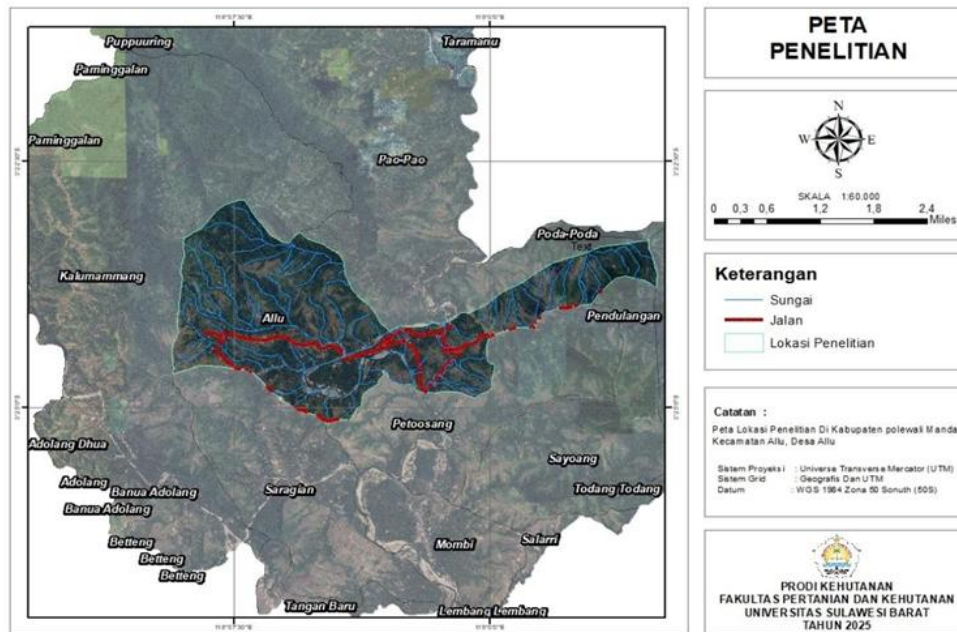 PETA
PENELITIAN
N
W
E
S
SKALA 1:60.000
0 0,3 0,6 1,2 1,8 2,4
Miles
Keterangan
Sungai
Jalan
Lokasi Penelitian
Catatan :
Peta Lokasi Penelitian Di Kabupaten polewali Manda
Kecamatan Allu, Desa Allu
Sistem Proyeksi : Universe Transverse Mercator (UTM)
Sistem Grid : Geografis Dan UTM
Datum : WGS 1984 Zona 50 Sonuth (50S)
PRODI KEHUTANAN
FAKULTAS PERTANIAN DAN KEHUTANAN
UNIVERSITAS SULAWESI BARAT
TAHUN 2025
Puppuuring
Taramanu
Paminggalan
Paminggalan
Pao-Pao
Poda-Poda
Text
Kalumammang
Allu
Pendulangan
Petoosang
Adolang Dhua
Sayoang
Adolang
Banua Adolang
Saragian
Todang Todang
Banua Adolang
Betteng
Mombi
Salarri
Betteng
Betteng
Tangan Baru
Lembang Lembang